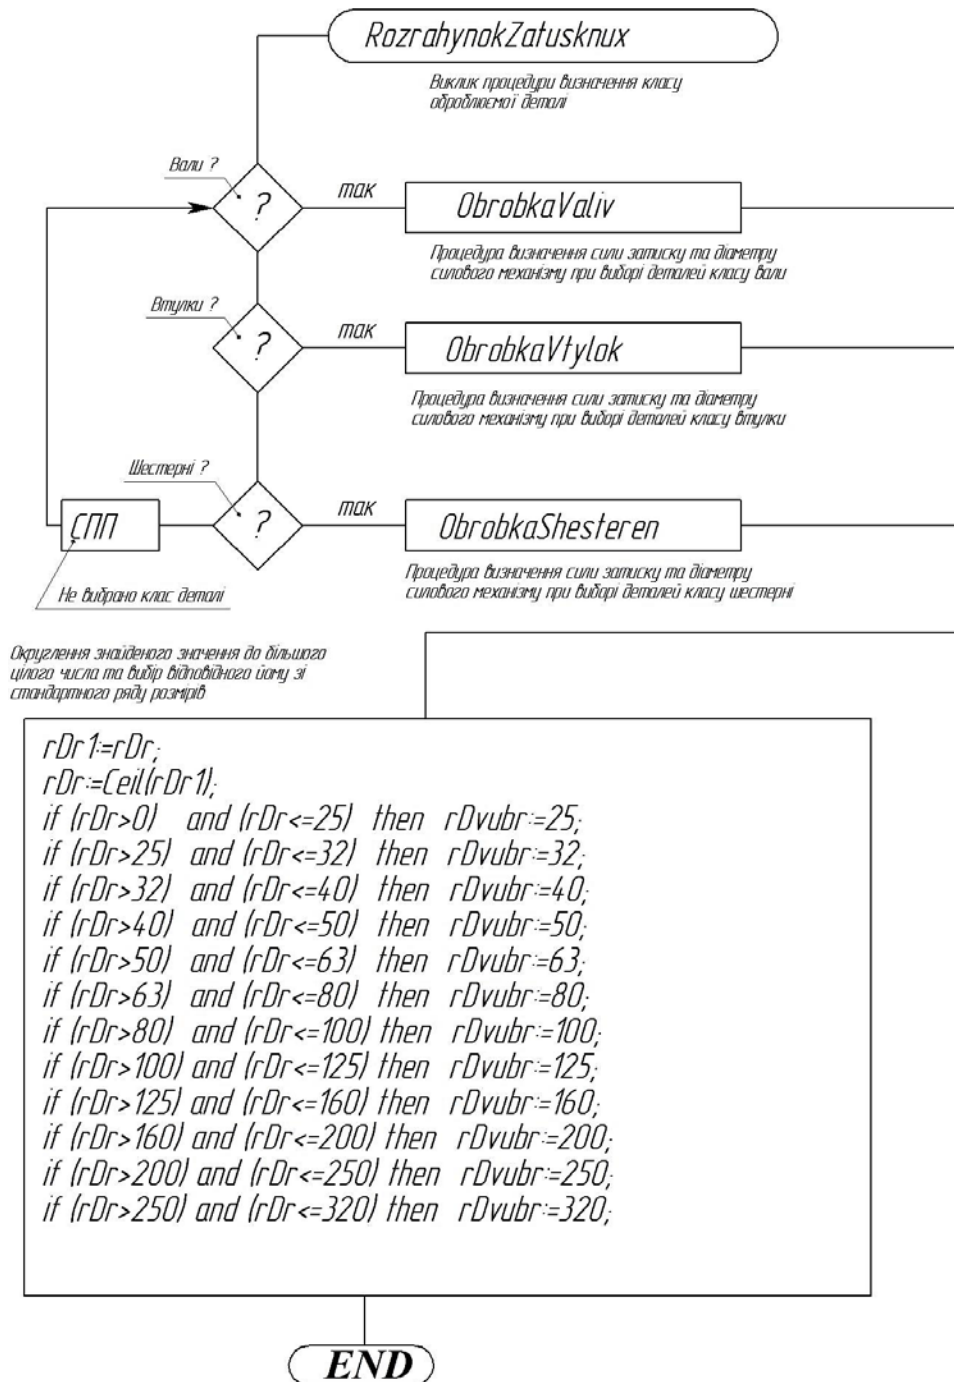 RozrahynokZatusknux
Виклик процедури визначення класу
оброблюємої деталі
Вали ?
?
так
ObrobkaValiv
Процедура визначення сили затиску та діаметру
силового механізму при виборі деталей класу вали
Втулки ?
?
так
ObrobkaVtylok
Процедура визначення сили затиску та діаметру
силового механізму при виборі деталей класу втулки
Шестерні ?
СПП
?
так
ObrobkaShesteren
Не вибрано клас деталі
Процедура визначення сили затиску та діаметру
силового механізму при виборі деталей класу шестерні
Округлення знайденого значення до більшого
цілого числа та вибір відповідного йому зі
стандартного ряду розмірів
rDr1:=rDr;
rDr:=Ceil(rDr1);
if (rDr>0) and (rDr<=25) then rDvubr:=25;
if (rDr>25) and (rDr<=32) then rDvubr:=32;
if (rDr>32) and (rDr<=40) then rDvubr:=40;
if (rDr>40) and (rDr<=50) then rDvubr:=50;
if (rDr>50) and (rDr<=63) then rDvubr:=63;
if (rDr>63) and (rDr<=80) then rDvubr:=80;
if (rDr>80) and (rDr<=100) then rDvubr:=100;
if (rDr>100) and (rDr<=125) then rDvubr:=125;
if (rDr>125) and (rDr<=160) then rDvubr:=160;
if (rDr>160) and (rDr<=200) then rDvubr:=200;
if (rDr>200) and (rDr<=250) then rDvubr:=250;
if (rDr>250) and (rDr<=320) then rDvubr:=320;
END